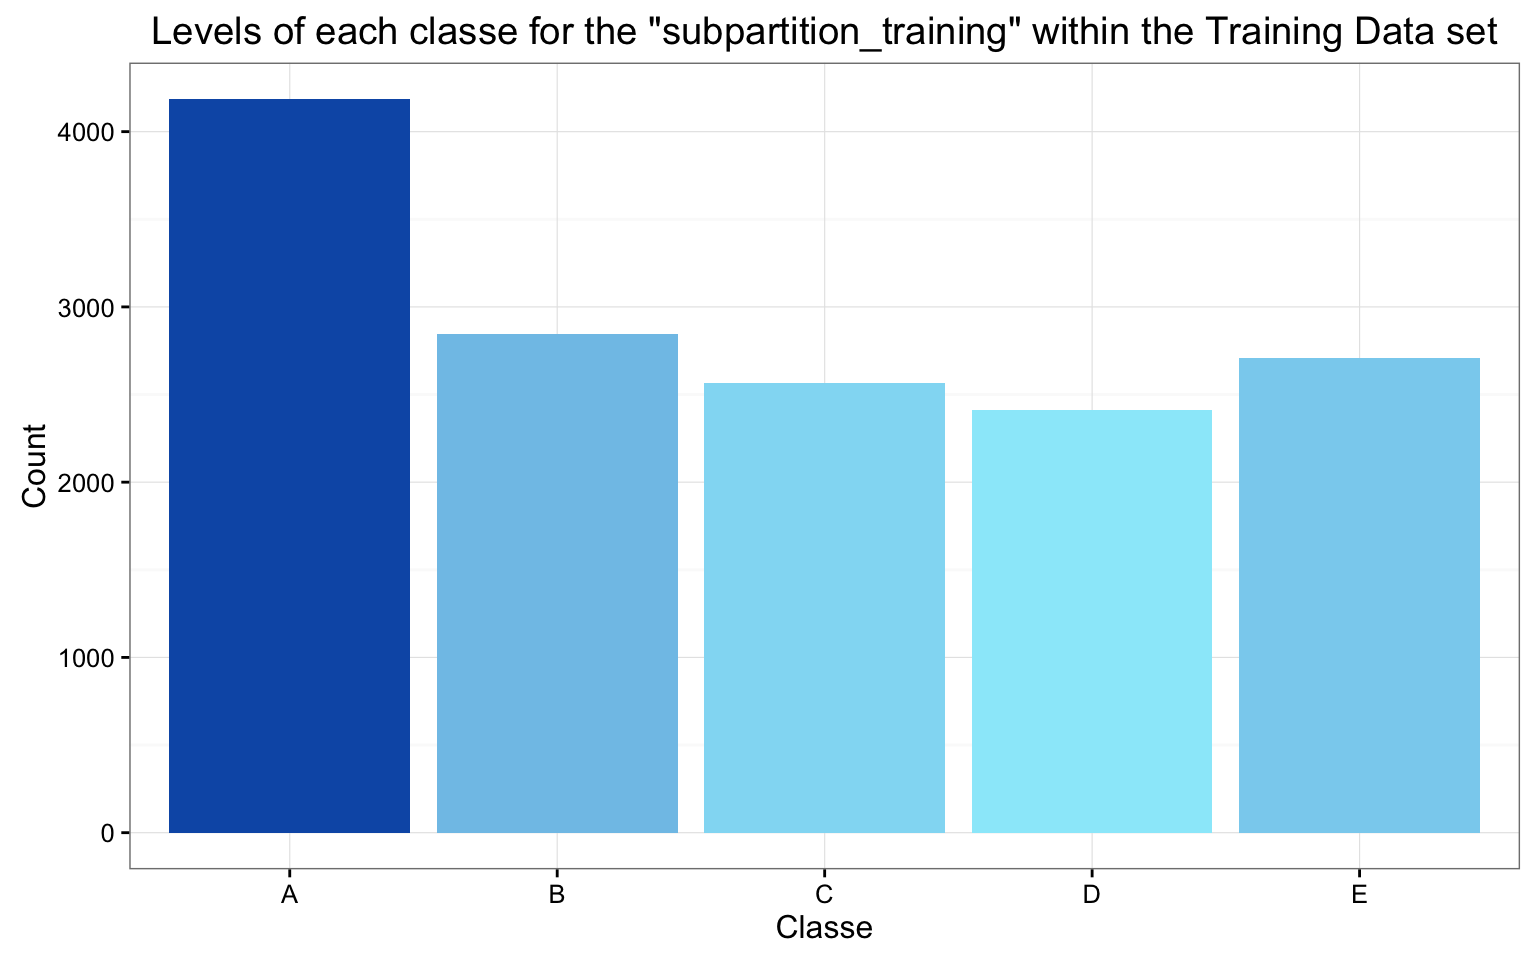 Levels of each classe for the "subpartition_training" within the Training Data set
4000
3000
2000
1000
0
Count
A B C D E
Classe